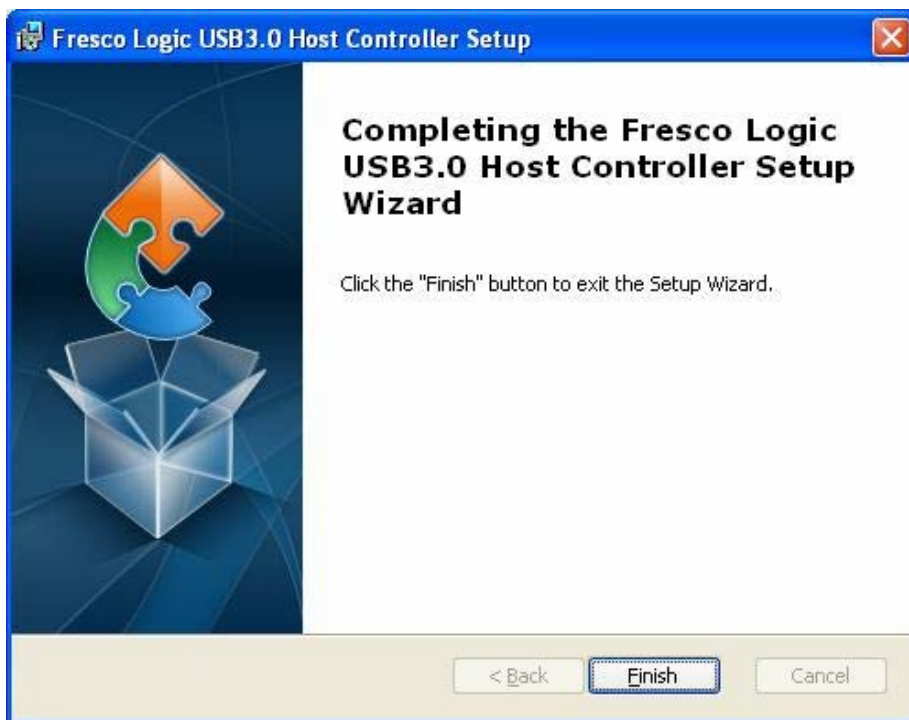 Fresco Logic USB3.0 Host Controller Setup
Completing the Fresco Logic
USB3.0 Host Controller Setup
Wizard
Click the "Finish" button to exit the Setup Wizard.
< Back Finish Cancel